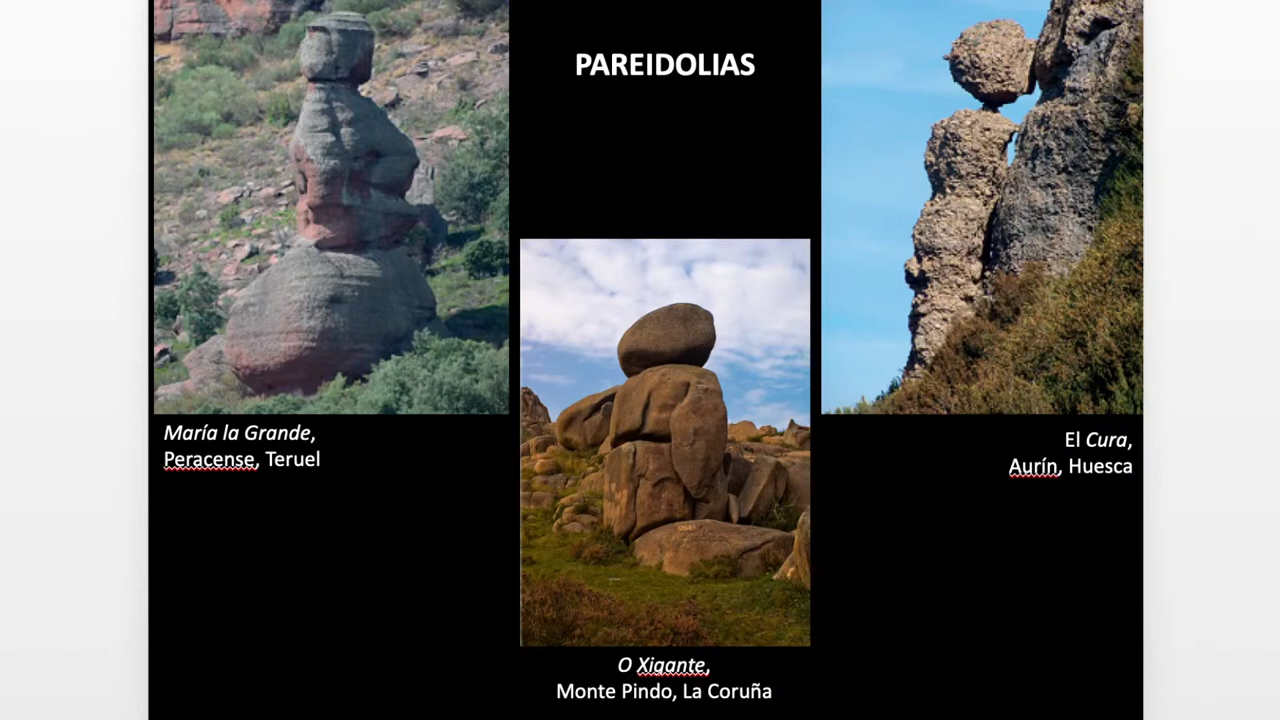 PAREIDOLIAS
María la Grande,
Peracense, Teruel
El Cura,
Aurín, Huesca
O Xigante,
Monte Pindo, La Coruña